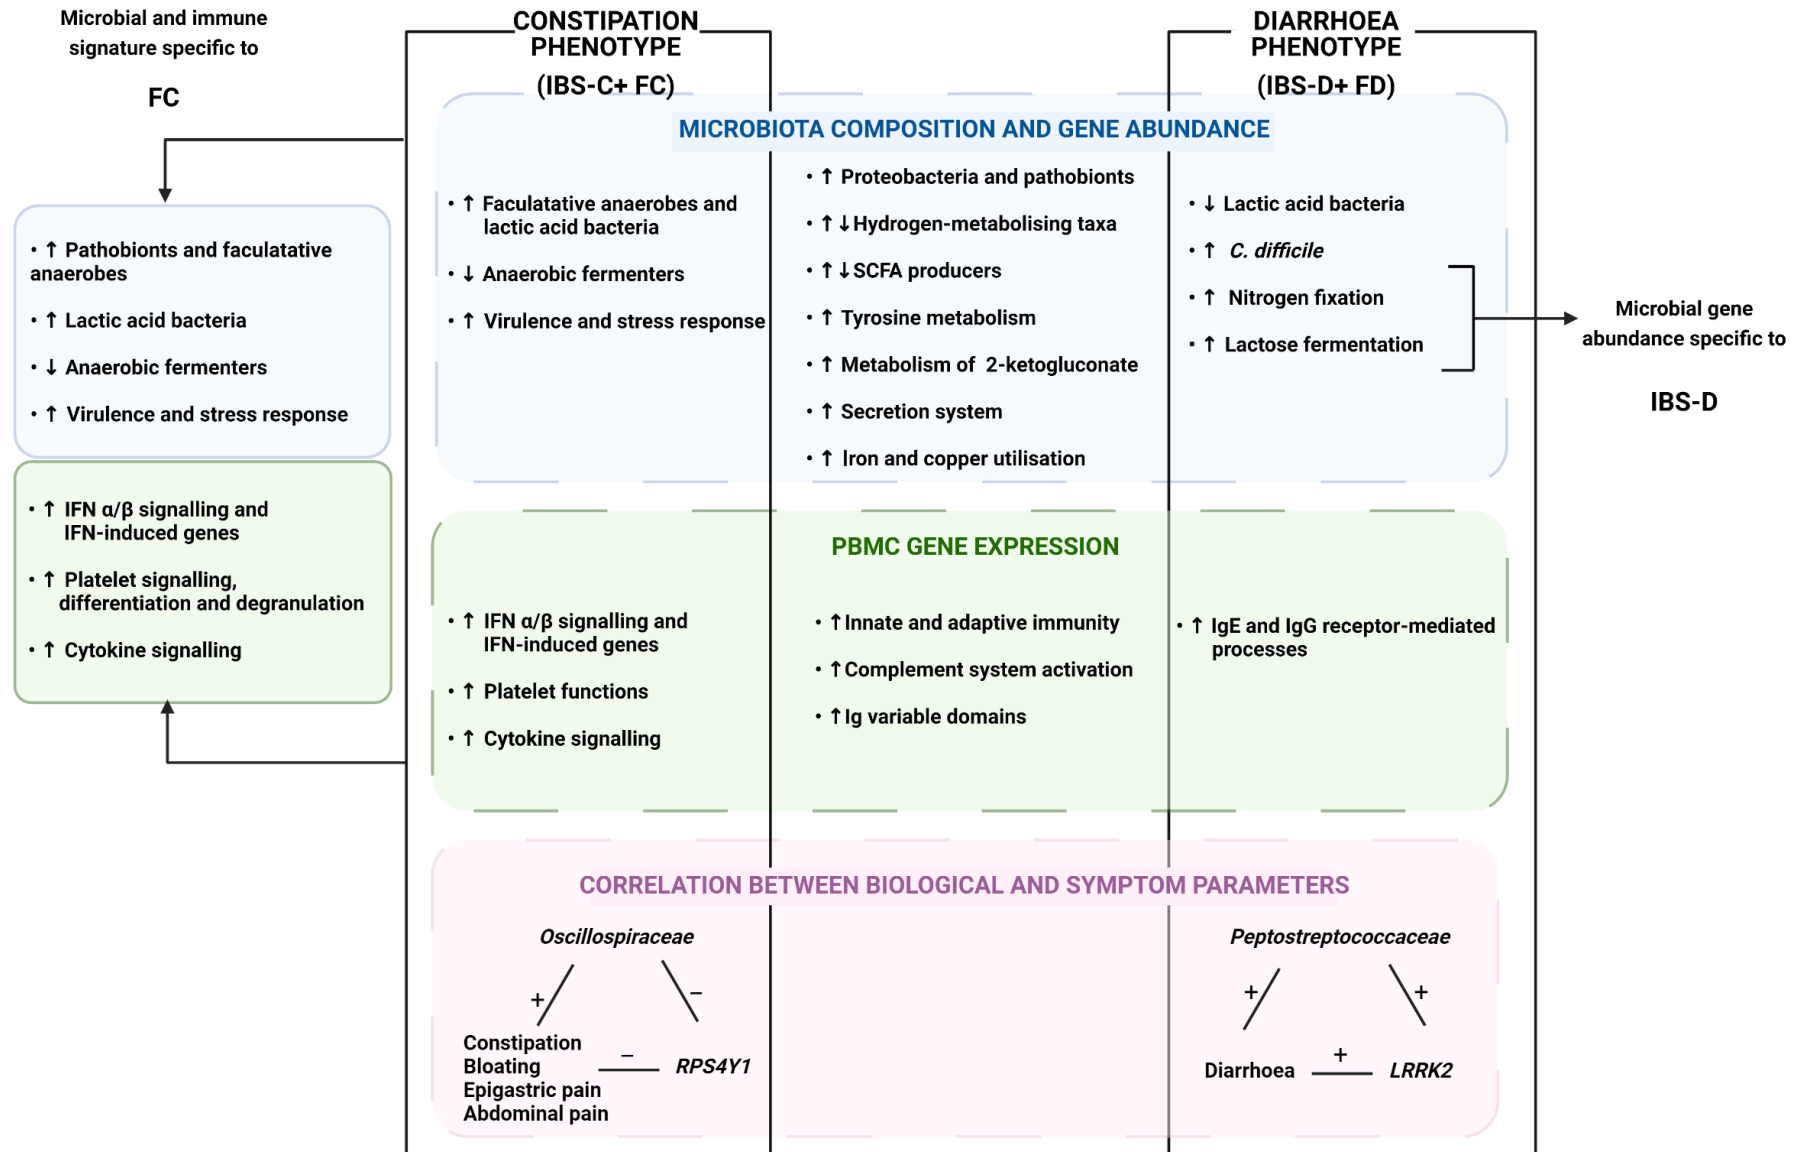 Microbial and immune
signature specific to
FC
CONSTIPATION
PHENOTYPE
(IBS-C+ FC)
DIARRHOEA
PHENOTYPE
(IBS-D+ FD)
• ↑ Pathobionts and faculatative
anaerobes
• ↑ Lactic acid bacteria
• ↓ Anaerobic fermenters
• ↑ Virulence and stress response
• ↑ IFN α/β signalling and
IFN-induced genes
• ↑ Platelet signalling,
differentiation and degranulation
• ↑ Cytokine signalling
MICROBIOTA COMPOSITION AND GENE ABUNDANCE
• ↑ Faculatative anaerobes and
lactic acid bacteria
• ↓ Anaerobic fermenters
• ↑ Virulence and stress response
• ↑ Proteobacteria and pathobionts
• ↑↓Hydrogen-metabolising taxa
• ↑↓SCFA producers
• ↑ Tyrosine metabolism
• ↑ Metabolism of 2-ketogluconate
• ↑ Secretion system
• ↑ Iron and copper utilisation
• ↓ Lactic acid bacteria
• ↑ C. difficile
• ↑ Nitrogen fixation
• ↑ Lactose fermentation
Microbial gene
abundance specific to
IBS-D
PBMC GENE EXPRESSION
• ↑ IFN α/β signalling and
IFN-induced genes
• ↑ Platelet functions
• ↑ Cytokine signalling
• ↑Innate and adaptive immunity
• ↑Complement system activation
• ↑Ig variable domains
• ↑ IgE and IgG receptor-mediated
processes
CORRELATION BETWEEN BIOLOGICAL AND SYMPTOM PARAMETERS
Oscillospiraceae
+
−
Constipation
Bloating
Epigastric pain
Abdominal pain
−
RPS4Y1
Peptostreptococcaceae
+
+
Diarrhoea
+
LRRK2